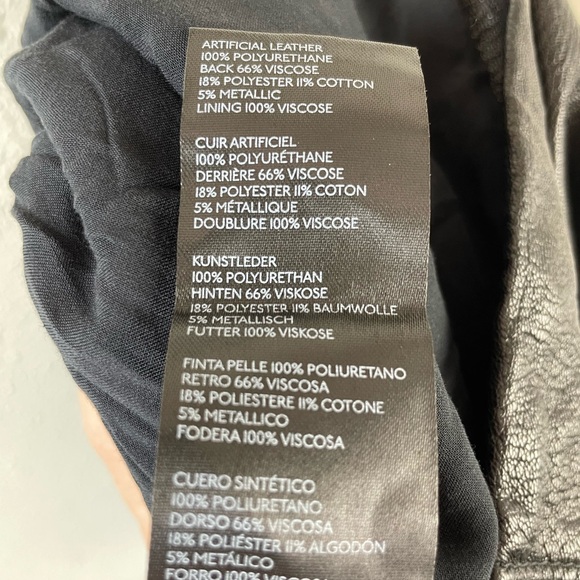 ARTIFICIAL LEATHER
100% POLYURETHANE
BACK 66% VISCOSE
18% POLYESTER 11% COTTON
5% METALLIC
LINING 100% VISCOSE
CUIR ARTIFICIEL
100% POLYURÉTHANE
DERRIÈRE 66% VISCOSE
18% POLYESTER 11% COTON
5% MÉTALLIQUE
DOUBLURE 100% VISCOSE
KUNSTLEDER
100% POLYURETHAN
HINTEN 66% VISKOSE
18% POLYESTER 11% BAUMWOLLE
5% METALLISCH
FUTTER 100% VISKOSE
FINTA PELLE 100% POLIURETANO
RETRO 66% VISCOSA
18% POLIESTERE 11% COTONE
5% METALLICO
FODERA 100% VISCOSA
CUERO SINTÉTICO
100% POLIURETANO
DORSO 66% VISCOSA
18% POLIÉSTER 11% ALGODÓN
5% METÁLICO
FORRO 100% VISCOSA